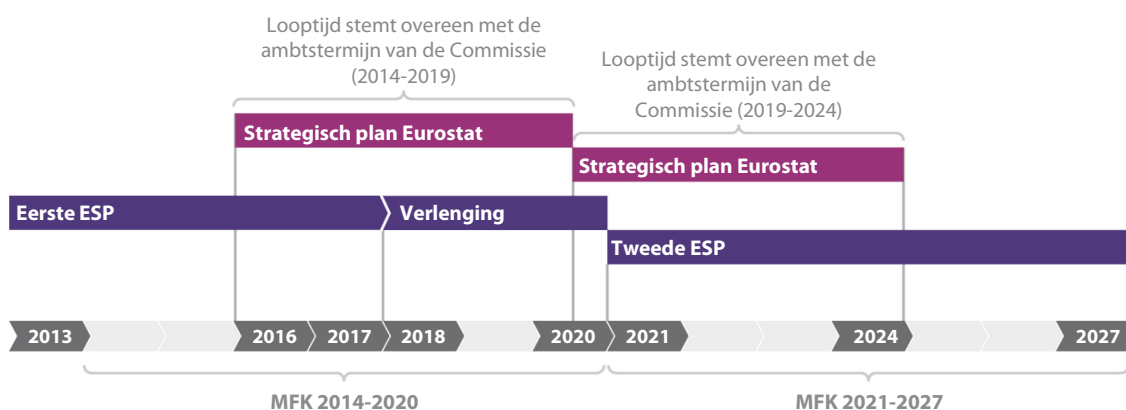 Looptijd stemt overeen met de
ambtstermijn van de Commissie
(2014-2019)
Looptijd stemt overeen met de
ambtstermijn van de
Commissie (2019-2024)
Strategisch plan Eurostat
Strategisch plan Eurostat
Eerste ESP
Verlenging
Tweede ESP
2013
2016
2017
2018
2020
2021
2024
2027
MFK 2014-2020
MFK 2021-2027